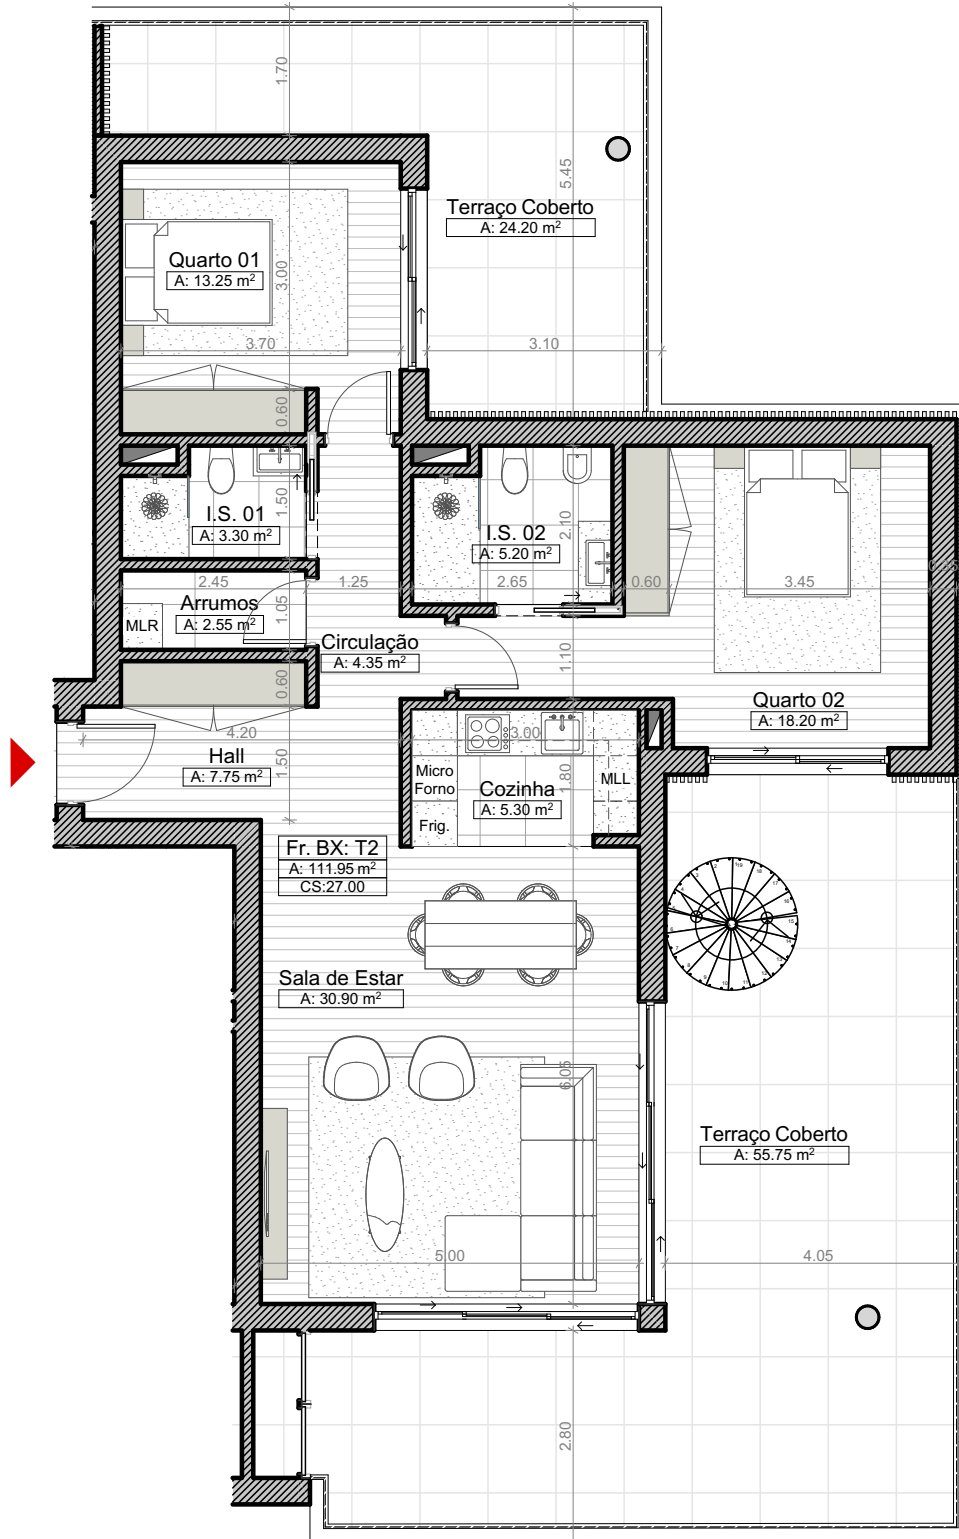 1.70
5.45
Terraço Coberto
A: 24.20 m²
Quarto 01
A: 13.25 m²
3.00
3.70
3.10
0.60
I.S. 01
A: 3.30 m²
1.50
I.S. 02
A: 5.20 m²
2.10
2.45
1.25
2.65
0.60
3.45
Arrumos
A: 2.55 m²
MLR
1.05
Circulação
A: 4.35 m²
1.10
0.60
Quarto 02
A: 18.20 m²
4.20
3.00
Hall
A: 7.75 m²
1.50
Micro
Forno
Frig.
Cozinha
A: 5.30 m²
1.80
MLL
Fr. BX: T2
A: 111.95 m²
CS:27.00
Sala de Estar
A: 30.90 m²
6.05
Terraço Coberto
A: 55.75 m²
5.00
4.05
2.80